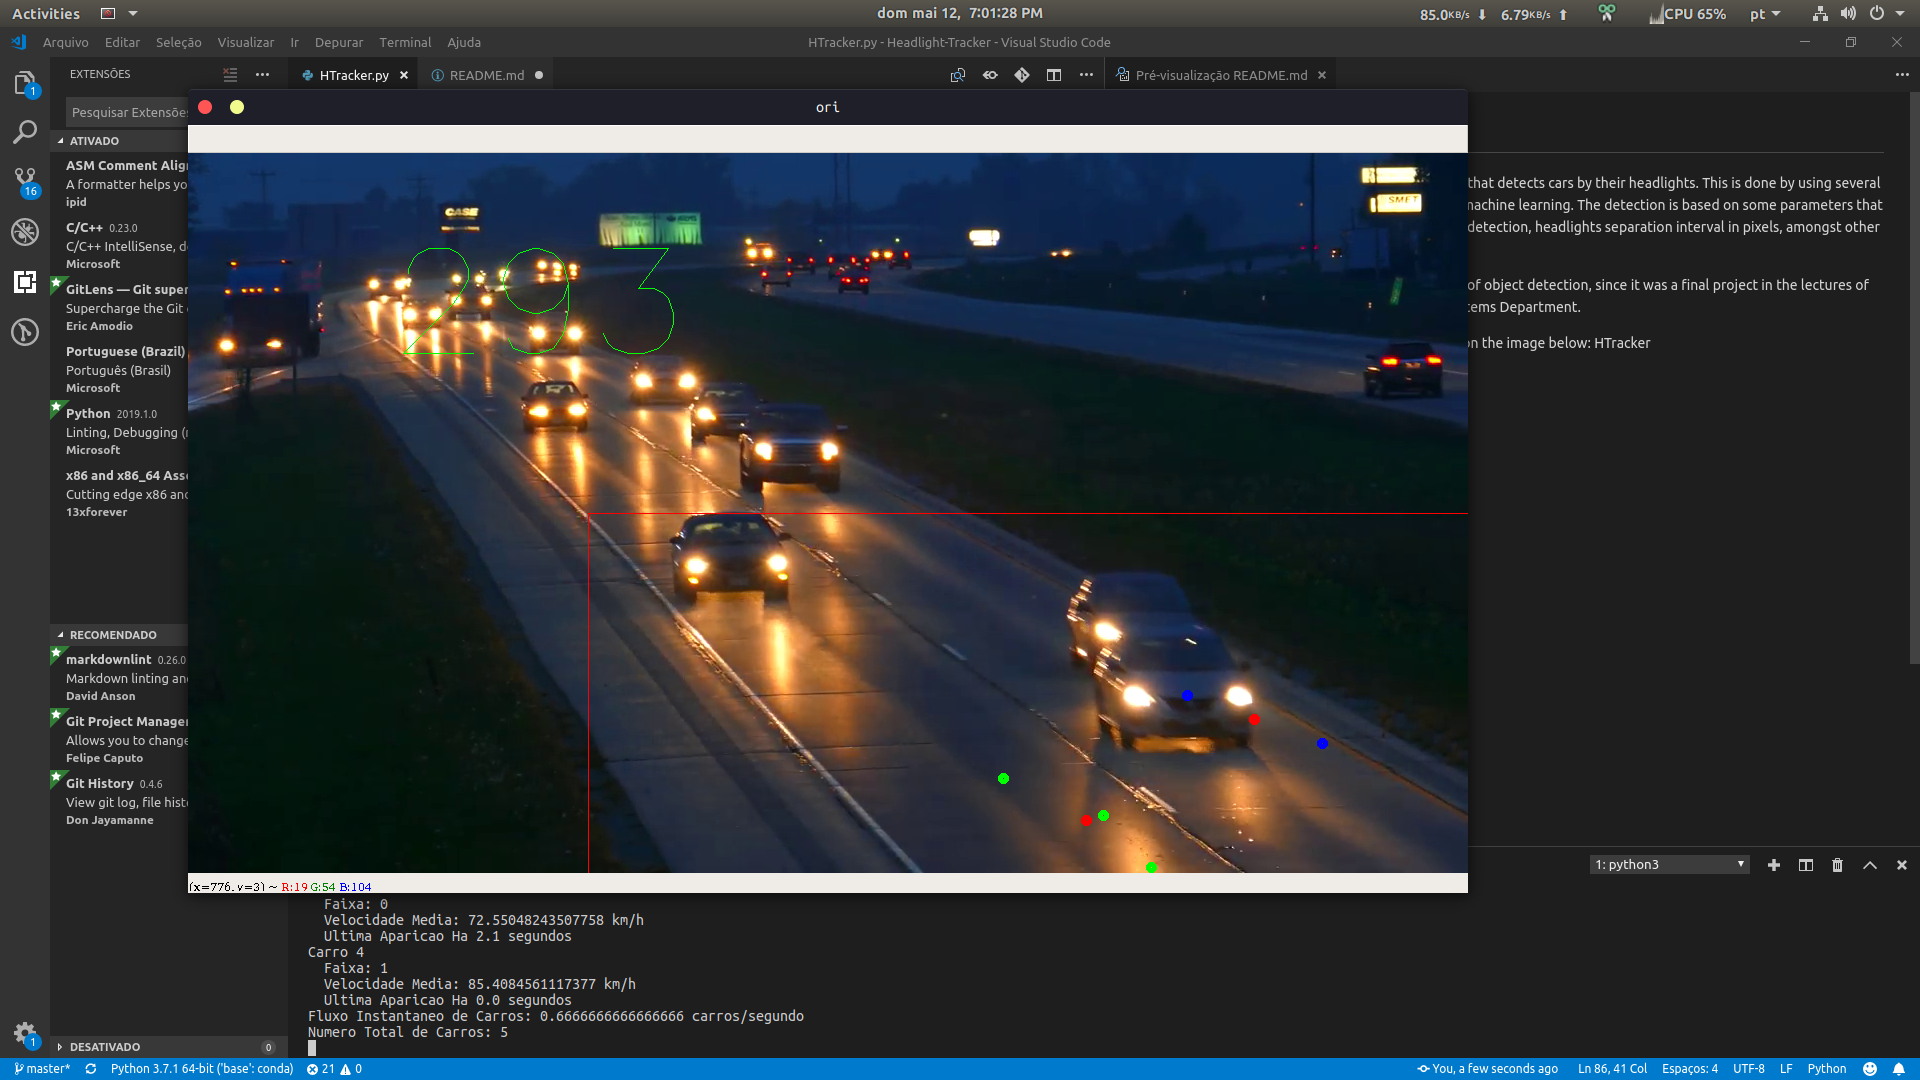 Activities
dom mai 12, 7:01:28 PM
85.0KB/s 6.79KB/s CPU 65% pt
Arquivo Editar Seleção Visualizar Ir Depurar Terminal Ajuda
HTracker.py - Headlight-Tracker - Visual Studio Code
EXTENSÕES
HTracker.py
README.md
Pré-visualização README.md
1
16
Pesquisar Extensões
ATIVADO
ASM Comment Alig
A formatter helps yo
ipid
C/C++ 0.23.0
C/C++ IntelliSense, d
Microsoft
GitLens — Git super
Supercharge the Git
Eric Amodio
Portuguese (Brazil)
Português (Brasil)
Microsoft
Python 2019.1.0
Linting, Debugging (
Microsoft
x86 and x86_64 Asse
Cutting edge x86 and
13xforever
RECOMENDADO
markdownlint 0.26.0
Markdown linting an
David Anson
Git Project Manager
Allows you to change
Felipe Caputo
Git History 0.4.6
View git log, file histo
Don Jayamanne
DESATIVADO 0
1
ori
CASE
SMET
293
(x=776, y=3) ~ R:19 G:54 B:104
that detects cars by their headlights. This is done by using several
machine learning. The detection is based on some parameters that
detection, headlights separation interval in pixels, amongst other
of object detection, since it was a final project in the lectures of
tems Department.
on the image below: HTracker
1: python3
Faixa: 0
Velocidade Media: 72.55048243507758 km/h
Ultima Aparicao Ha 2.1 segundos
Carro 4
Faixa: 1
Velocidade Media: 85.4084561117377 km/h
Ultima Aparicao Ha 0.0 segundos
Fluxo Instantaneo de Carros: 0.6666666666666666 carros/segundo
Numero Total de Carros: 5
master* Python 3.7.1 64-bit ('base': conda) 21 0
You, a few seconds ago Ln 86, 41 Col Espaços: 4 UTF-8 LF Python